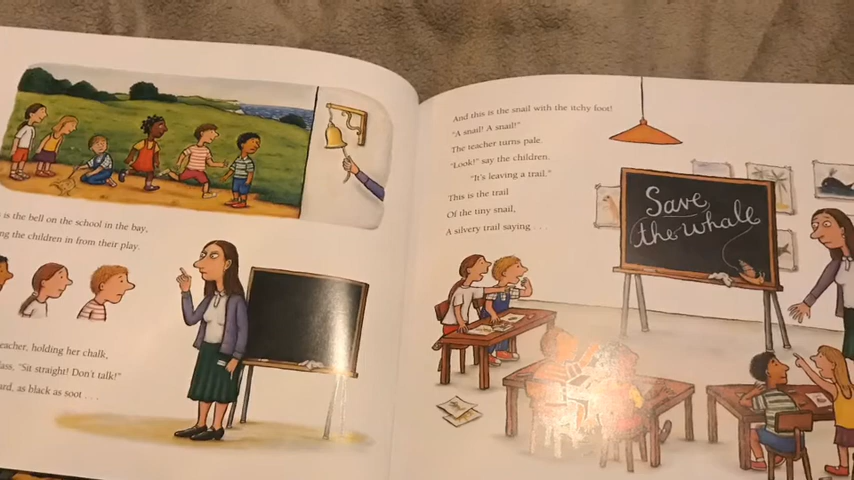 is the bell on the school in the bay,
the children in from their play.
eacher, holding her chalk,
"Sit straight! Don't talk!"
as black as soot . . .
And this is the snail with the itchy foot!
"A snail! A snail!"
The teacher turns pale.
"Look!" say the children.
"It's leaving a trail."
This is the trail
Of the tiny snail,
A silvery trail saying . . .
Save
the whale